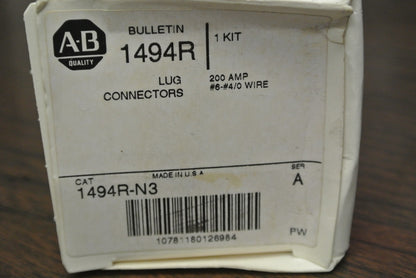 A-B
QUALITY
BULLETIN
1494R
1 KIT
LUG
CONNECTORS
200 AMP
#6-#4/0 WIRE
MADE IN U.S.A
CAT
1494R-N3
SER
A
10781180126984
PW